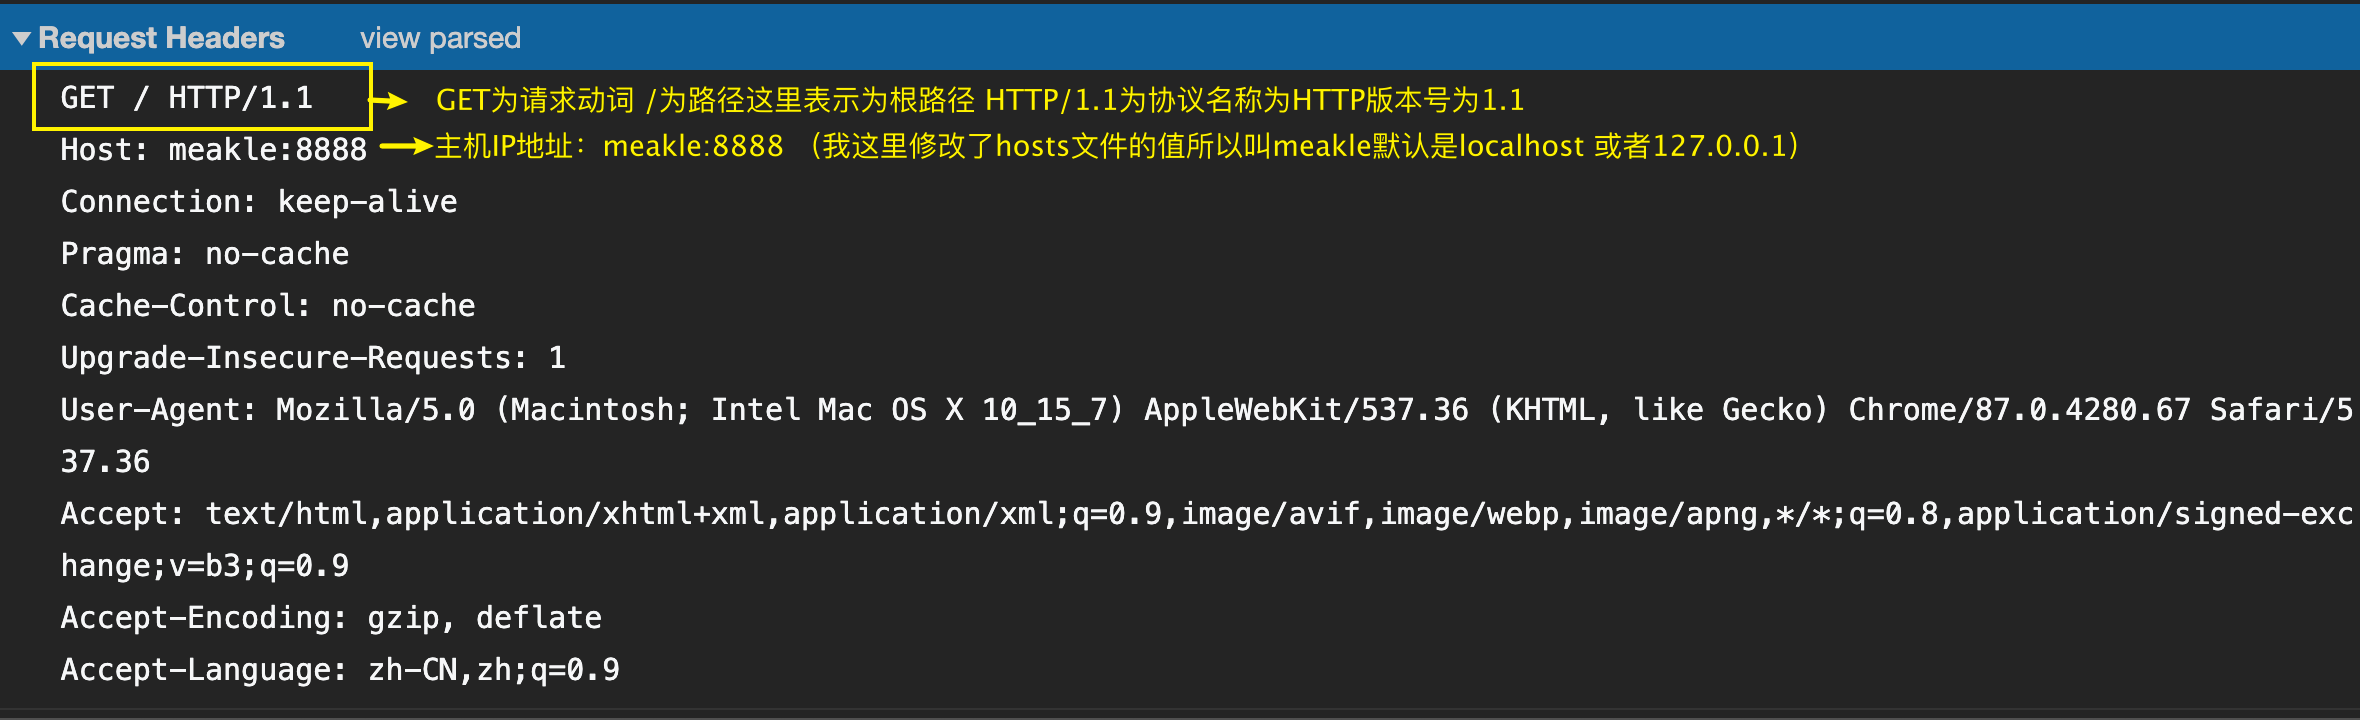 Request Headers view parsed
GET / HTTP/1.1 GET为请求动词 /为路径这里表示为根路径 HTTP/1.1为协议名称为HTTP版本号为1.1
Host: meakle:8888 主机IP地址：meakle:8888 （我这里修改了hosts文件的值所以叫meakle默认是localhost 或者127.0.0.1）
Connection: keep-alive
Pragma: no-cache
Cache-Control: no-cache
Upgrade-Insecure-Requests: 1
User-Agent: Mozilla/5.0 (Macintosh; Intel Mac OS X 10_15_7) AppleWebKit/537.36 (KHTML, like Gecko) Chrome/87.0.4280.67 Safari/5
37.36
Accept: text/html,application/xhtml+xml,application/xml;q=0.9,image/avif,image/webp,image/apng,*/*;q=0.8,application/signed-exc
hange;v=b3;q=0.9
Accept-Encoding: gzip, deflate
Accept-Language: zh-CN,zh;q=0.9